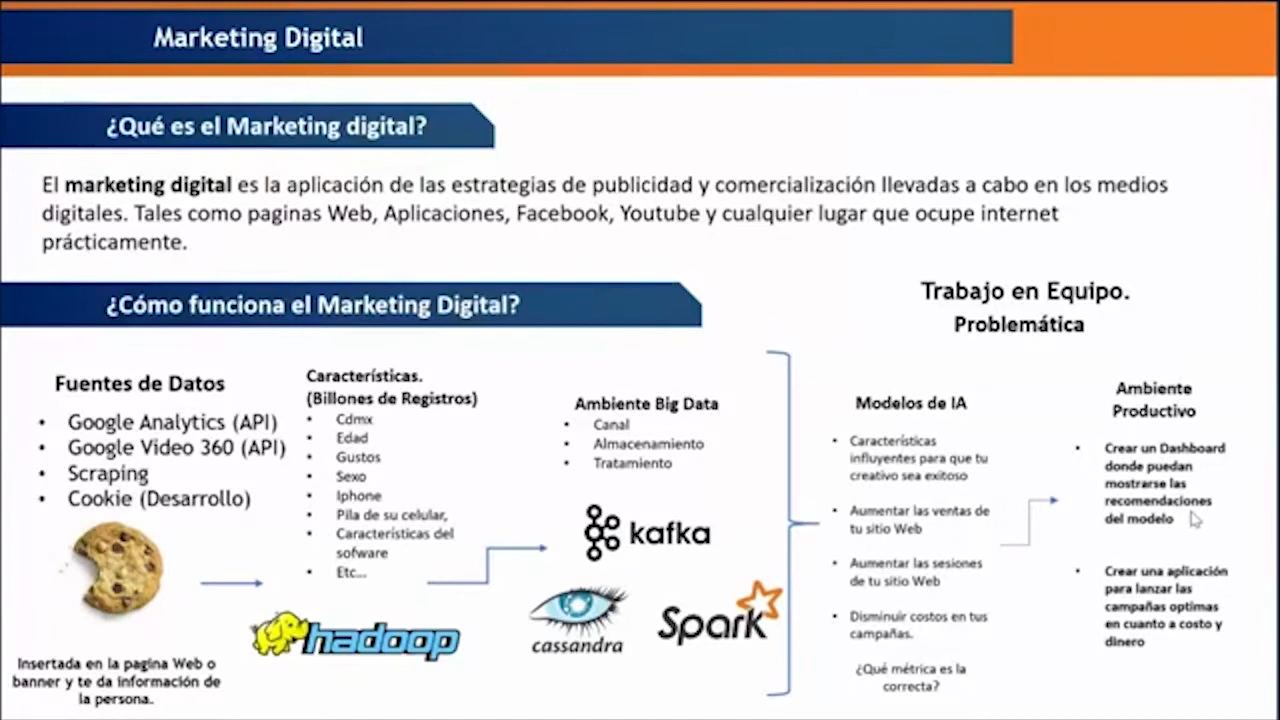 Marketing Digital
¿Qué es el Marketing digital?
El marketing digital es la aplicación de las estrategias de publicidad y comercialización llevadas a cabo en los medios
digitales. Tales como paginas Web, Aplicaciones, Facebook, Youtube y cualquier lugar que ocupe internet
prácticamente.
¿Cómo funciona el Marketing Digital?
Trabajo en Equipo.
Problemática
Fuentes de Datos
• Google Analytics (API)
• Google Video 360 (API)
• Scraping
• Cookie (Desarrollo)
Insertada en la pagina Web o
banner y te da información de
la persona.
Características.
(Billones de Registros)
• Cdmx
• Edad
• Gustos
• Sexo
• Iphone
• Pila de su celular,
• Características del
sofware
• Etc...
hadoop
Ambiente Big Data
• Canal
• Almacenamiento
• Tratamiento
kafka
cassandra
Spark
Modelos de IA
• Características
influyentes para que tu
creativo sea exitoso
• Aumentar las ventas de
tu sitio Web
• Aumentar las sesiones
de tu sitio Web
• Disminuir costos en tus
campañas.
¿Qué métrica es la
correcta?
Ambiente
Productivo
• Crear un Dashboard
donde puedan
mostrarse las
recomendaciones
del modelo
• Crear una aplicación
para lanzar las
campañas optimas
en cuanto a costo y
dinero